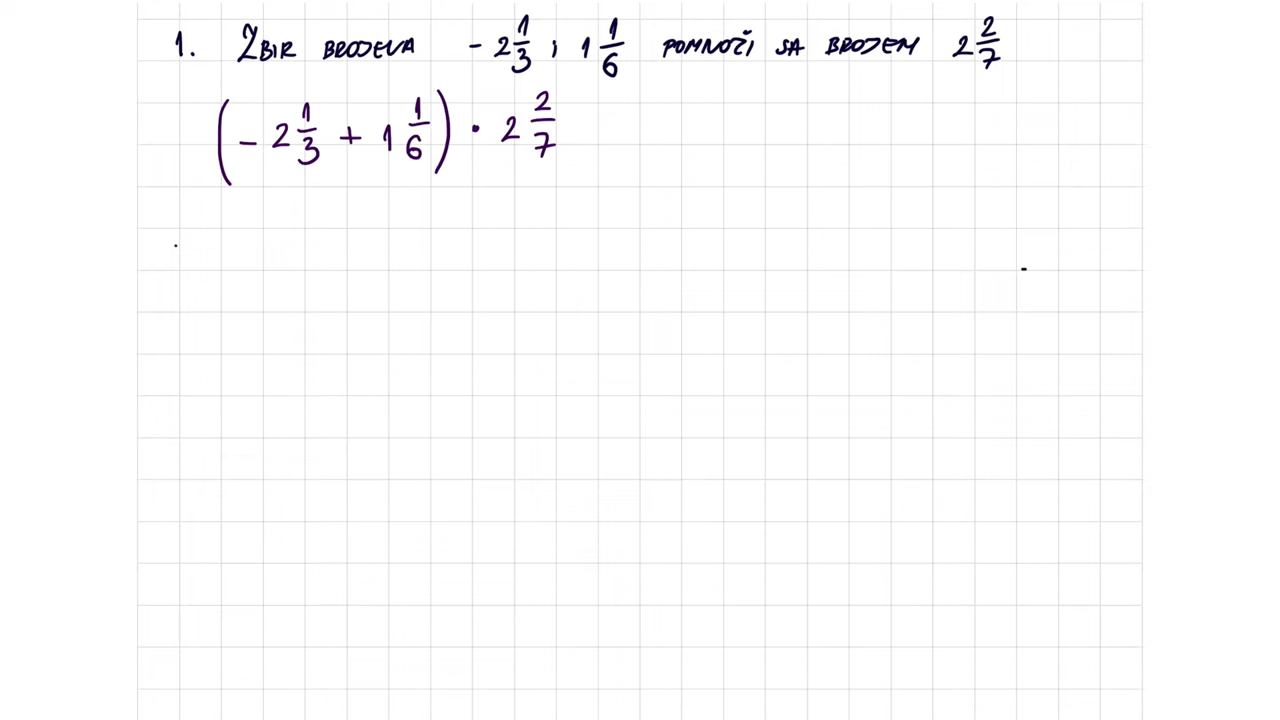 1. Zbir brojeva -2 1/3 i 1 1/6 pomnoži sa brojem 2 2/7
(-2 1/3 + 1 1/6) · 2 2/7